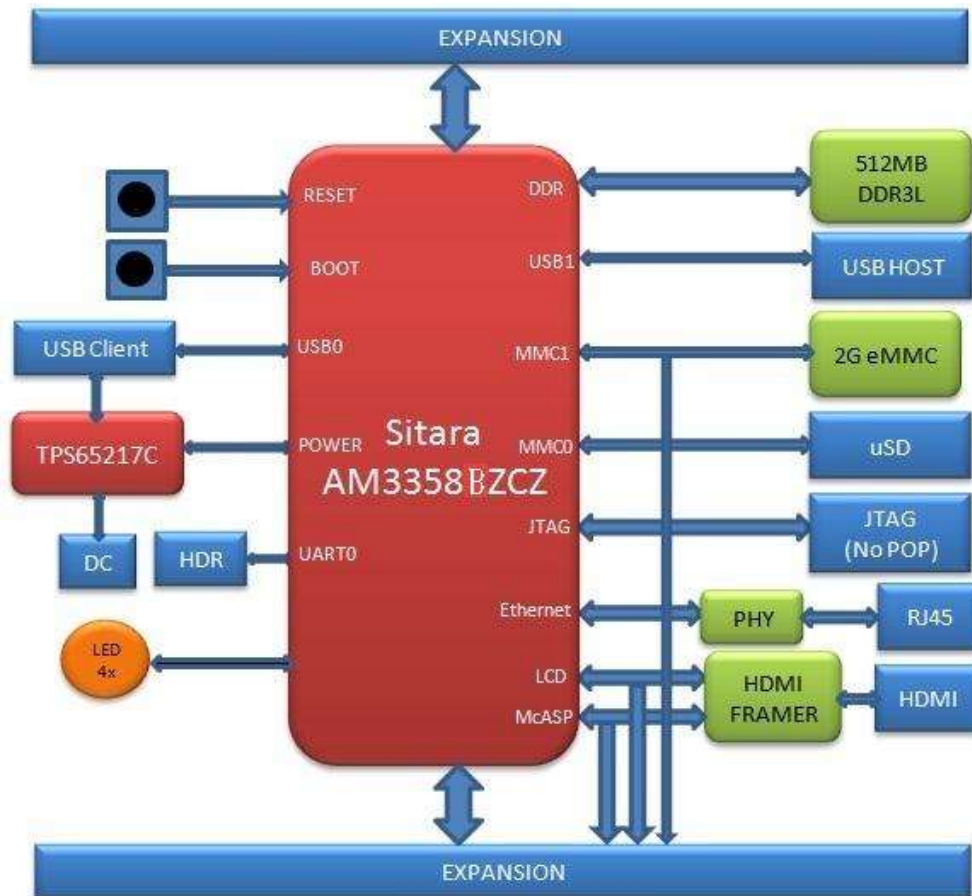 EXPANSION
RESET
BOOT
USB Client
USB0
TPS65217C
POWER
DC
HDR
UART0
LED
4x
Sitara
AM3358BZCZ
DDR
512MB
DDR3L
USB1
USB HOST
MMC1
2G eMMC
MMC0
uSD
JTAG
JTAG
(No POP)
Ethernet
PHY
RJ45
LCD
McASP
HDMI
FRAMER
HDMI
EXPANSION